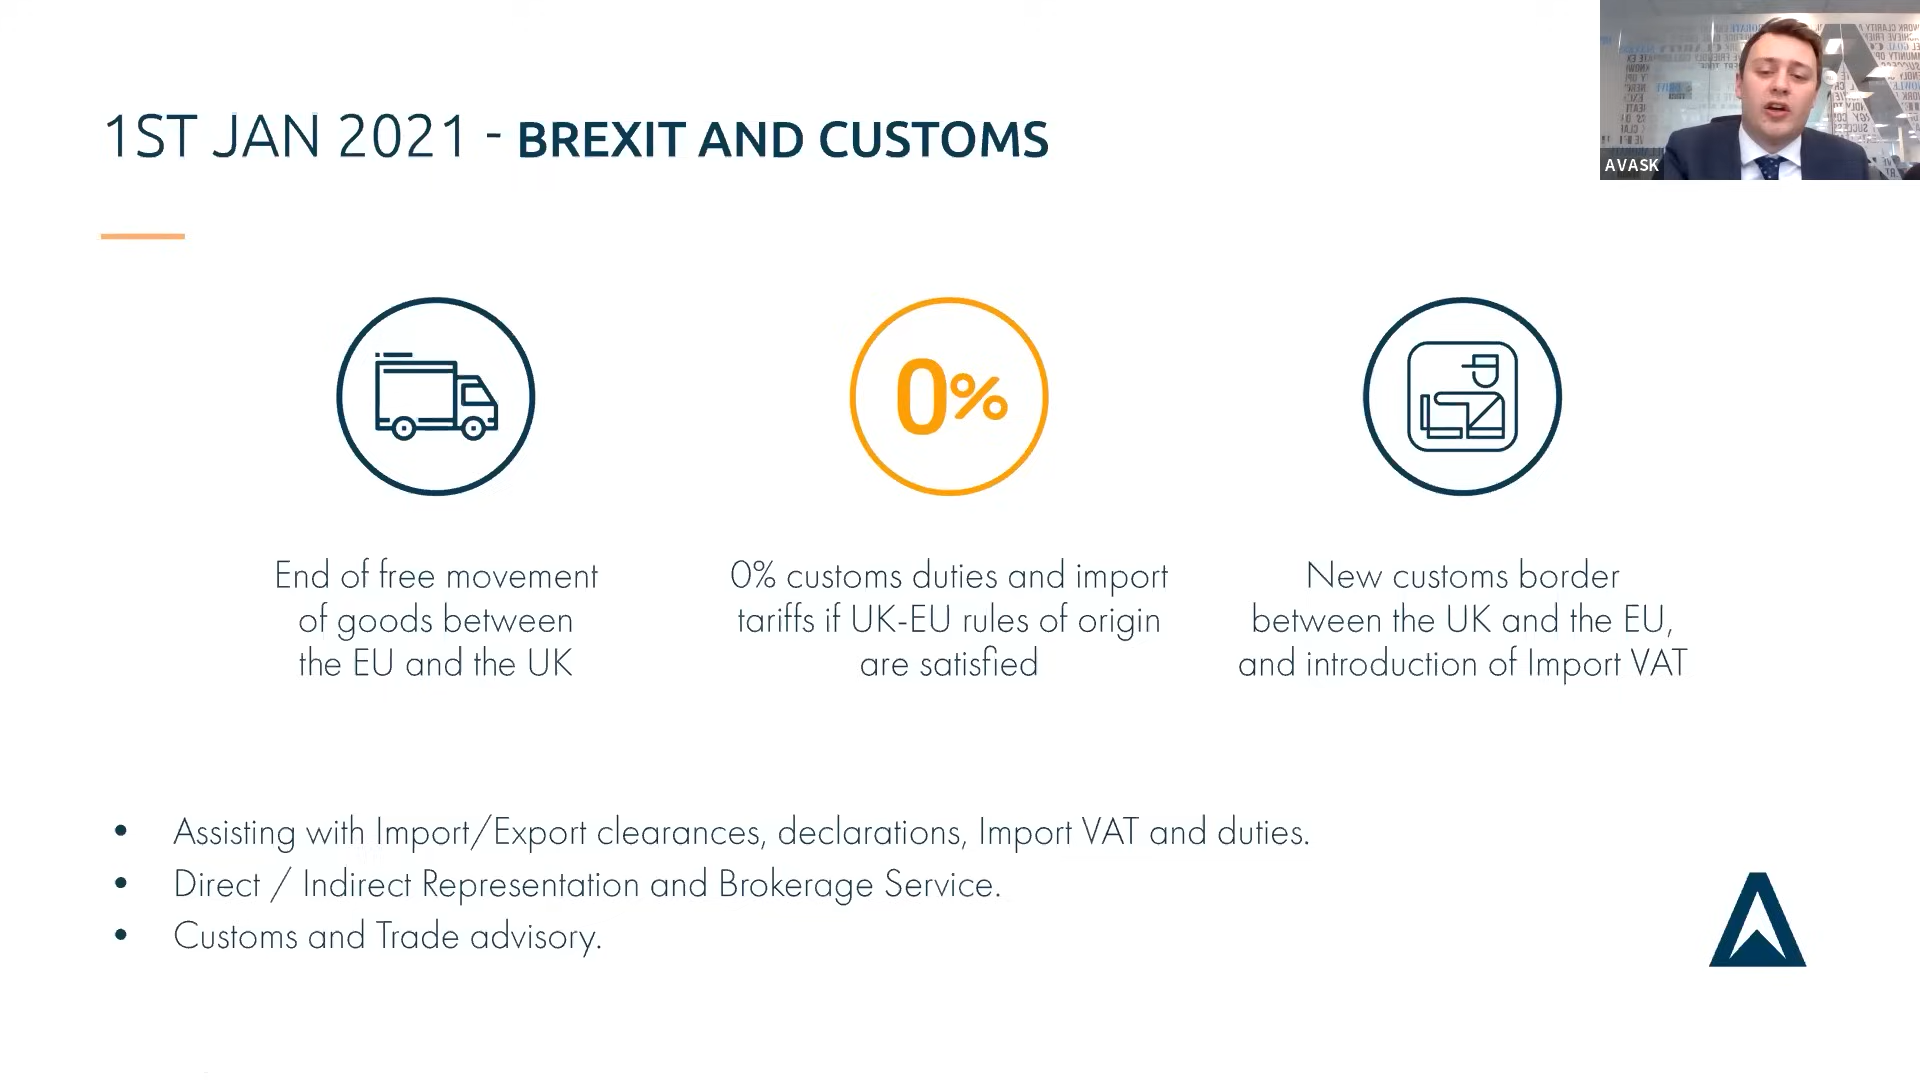 1ST JAN 2021 - BREXIT AND CUSTOMS
AVASK
0%
End of free movement
of goods between
the EU and the UK
0% customs duties and import
tariffs if UK-EU rules of origin
are satisfied
New customs border
between the UK and the EU,
and introduction of Import VAT
• Assisting with Import/Export clearances, declarations, Import VAT and duties.
• Direct / Indirect Representation and Brokerage Service.
• Customs and Trade advisory.